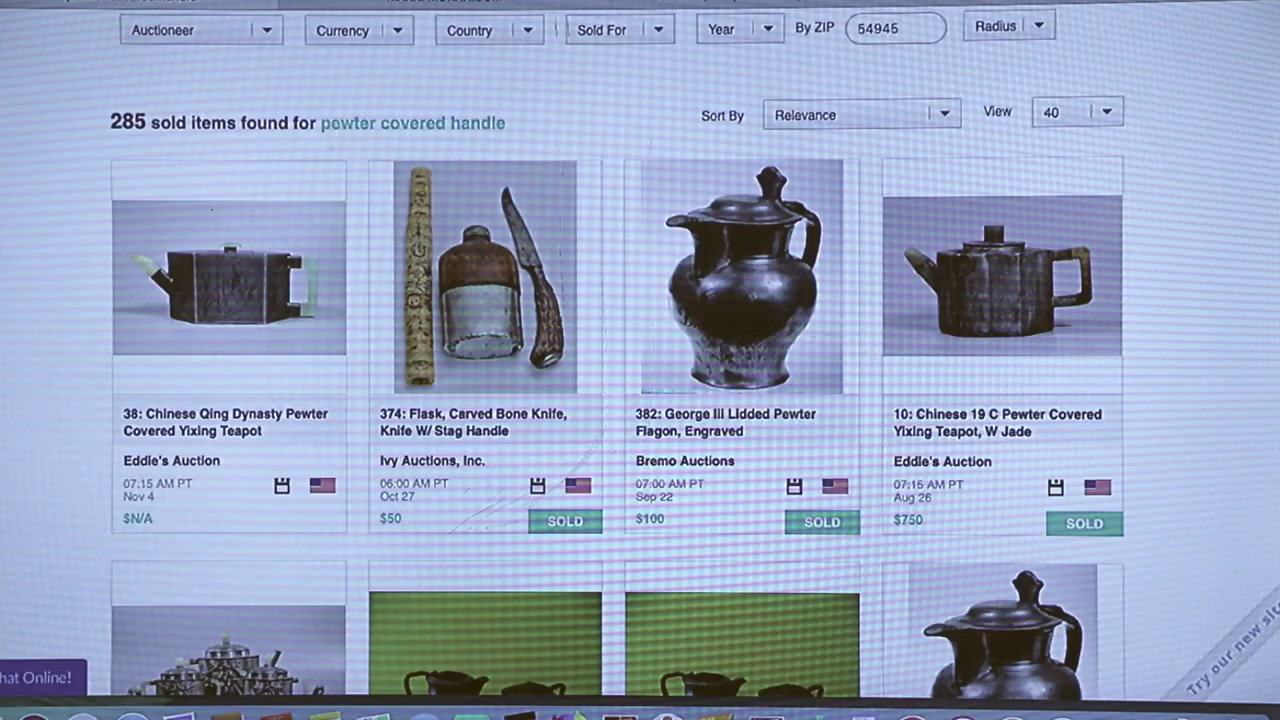 Auctioneer
Currency
Country
Sold For
Year
By ZIP
54945
Radius
285 sold items found for pewter covered handle
Sort By
Relevance
View
40
38: Chinese Qing Dynasty Pewter
Covered Yixing Teapot
Eddie's Auction
07:15 AM PT
Nov 4
$N/A
374: Flask, Carved Bone Knife,
Knife W/ Stag Handle
Ivy Auctions, Inc.
06:00 AM PT
Oct 27
$50
SOLD
382: George III Lidded Pewter
Flagon, Engraved
Bremo Auctions
07:00 AM PT
Sep 22
$100
SOLD
10: Chinese 19 C Pewter Covered
Yixing Teapot, W Jade
Eddie's Auction
07:15 AM PT
Aug 26
$750
SOLD
hat Online!
Try our new sit